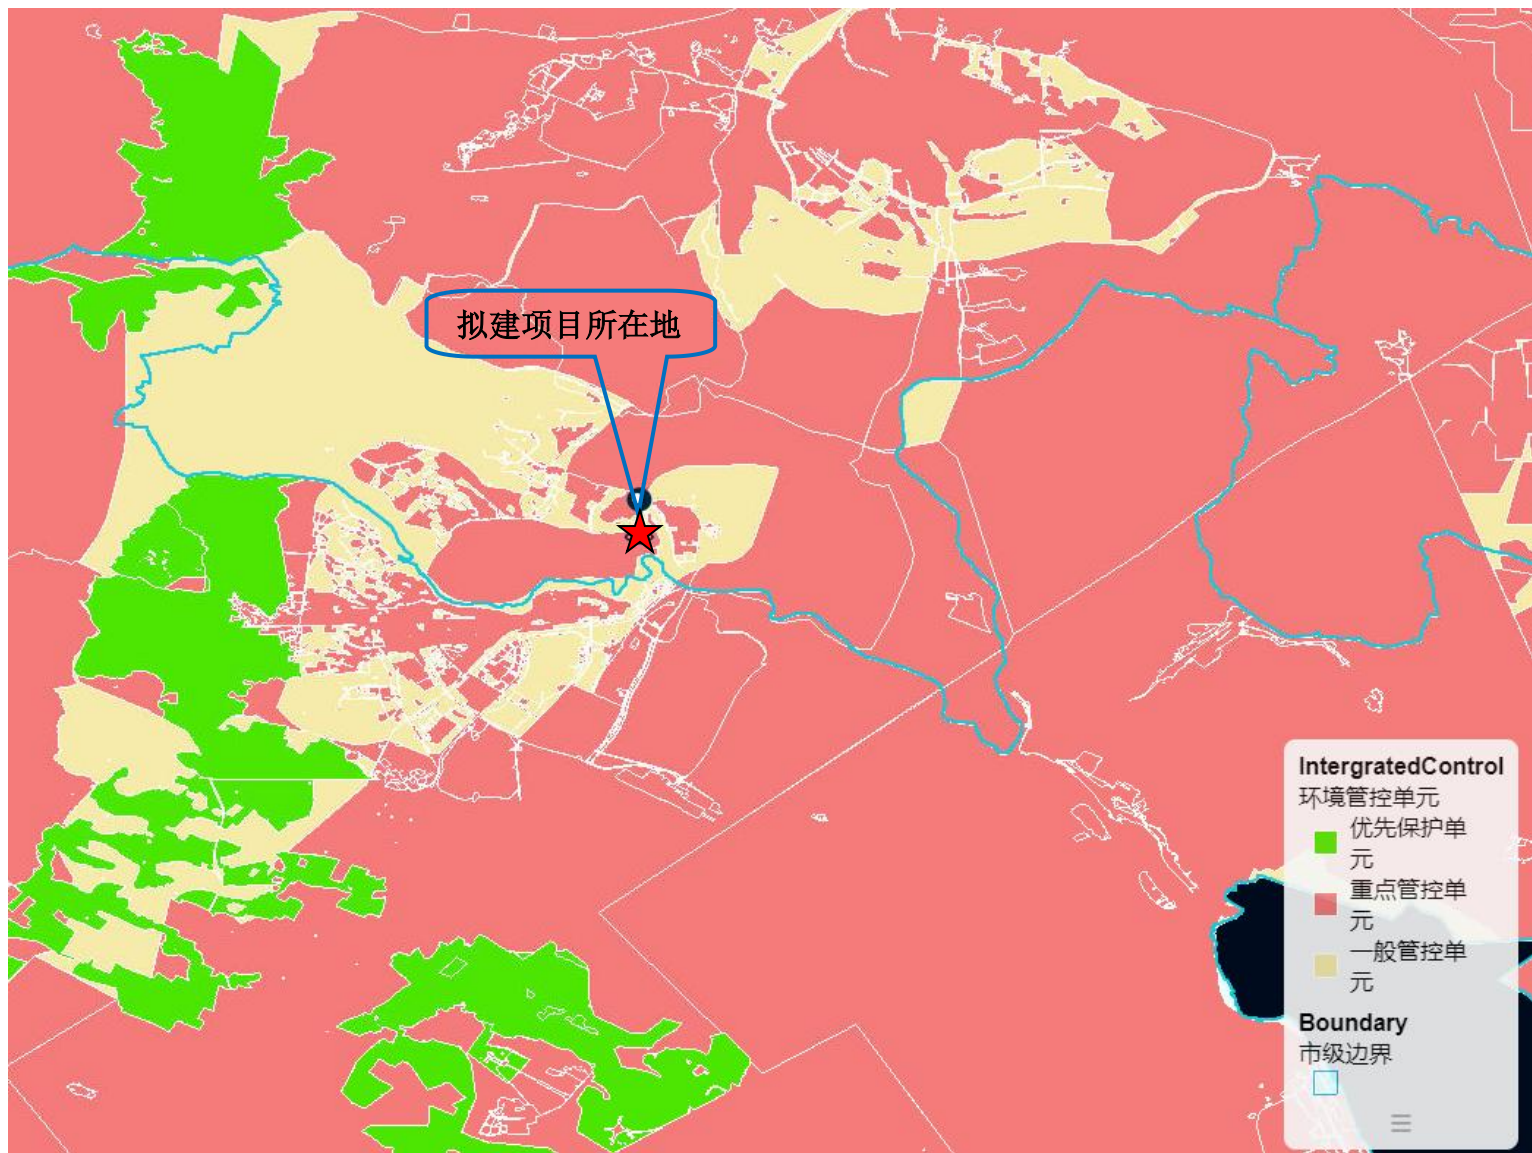 拟建项目所在地
IntergratedControl
环境管控单元
优先保护单
元
重点管控单
元
一般管控单
元
Boundary
市级边界